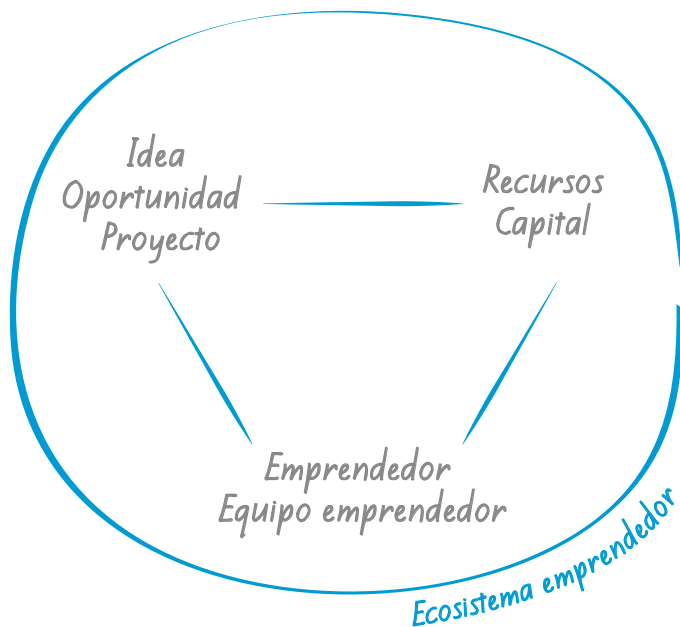 Idea
Oportunidad
Proyecto
Recursos
Capital
Emprendedor
Equipo emprendedor
Ecosistema emprendedor